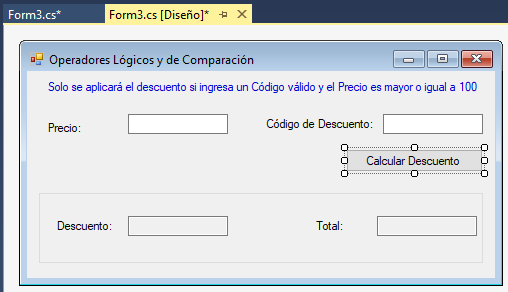 Form3.cs*
Form3.cs [Diseño]*
Operadores Lógicos y de Comparación
Solo se aplicará el descuento si ingresa un Código válido y el Precio es mayor o igual a 100
Precio:
Código de Descuento:
Calcular Descuento
Descuento:
Total: